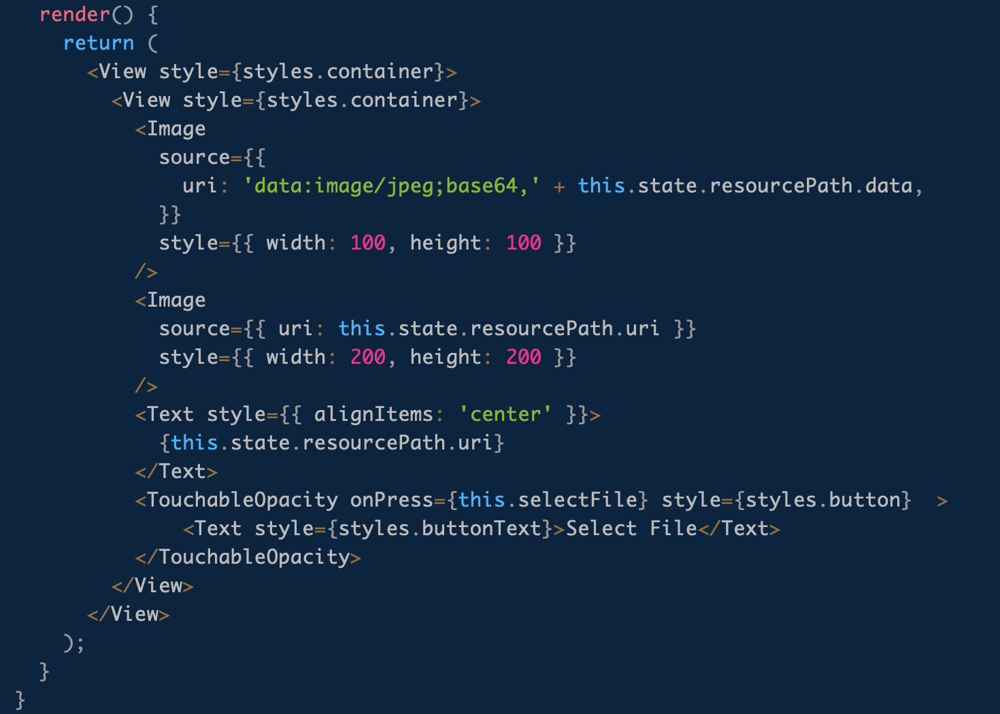 render() {
return (
<View style={styles.container}>
<View style={styles.container}>
<Image
source={{
uri: 'data:image/jpeg;base64,' + this.state.resourcePath.data,
}}
style={{ width: 100, height: 100 }}
/>
<Image
source={{ uri: this.state.resourcePath.uri }}
style={{ width: 200, height: 200 }}
/>
<Text style={{ alignItems: 'center' }}>
{this.state.resourcePath.uri}
</Text>
<TouchableOpacity onPress={this.selectFile} style={styles.button}  >
<Text style={styles.buttonText}>Select File</Text>
</TouchableOpacity>
</View>
</View>
);
}
}